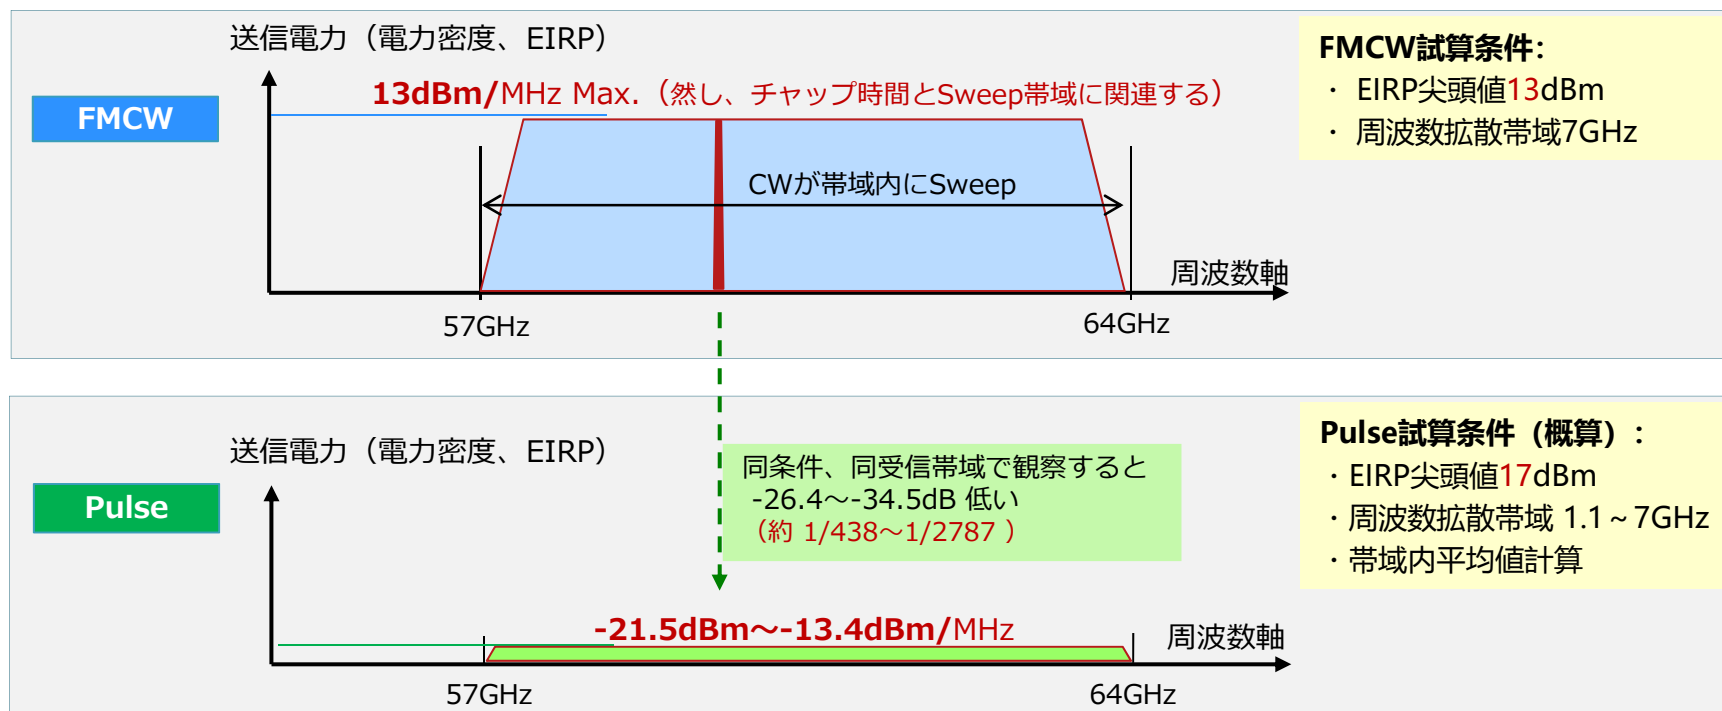 送信電力（電力密度、EIRP）
FMCW
13dBm/MHz Max.（然し、チャップ時間とSweep帯域に関連する）
CWが帯域内にSweep
周波数軸
57GHz
64GHz
FMCW試算条件：
・ EIRP尖頭値13dBm
・ 周波数拡散帯域7GHz
送信電力（電力密度、EIRP）
Pulse
同条件、同受信帯域で観察すると
-26.4～-34.5dB 低い
（約 1/438～1/2787 ）
-21.5dBm～-13.4dBm/MHz
周波数軸
57GHz
64GHz
Pulse試算条件（概算）：
・EIRP尖頭値17dBm
・周波数拡散帯域 1.1～7GHz
・帯域内平均値計算